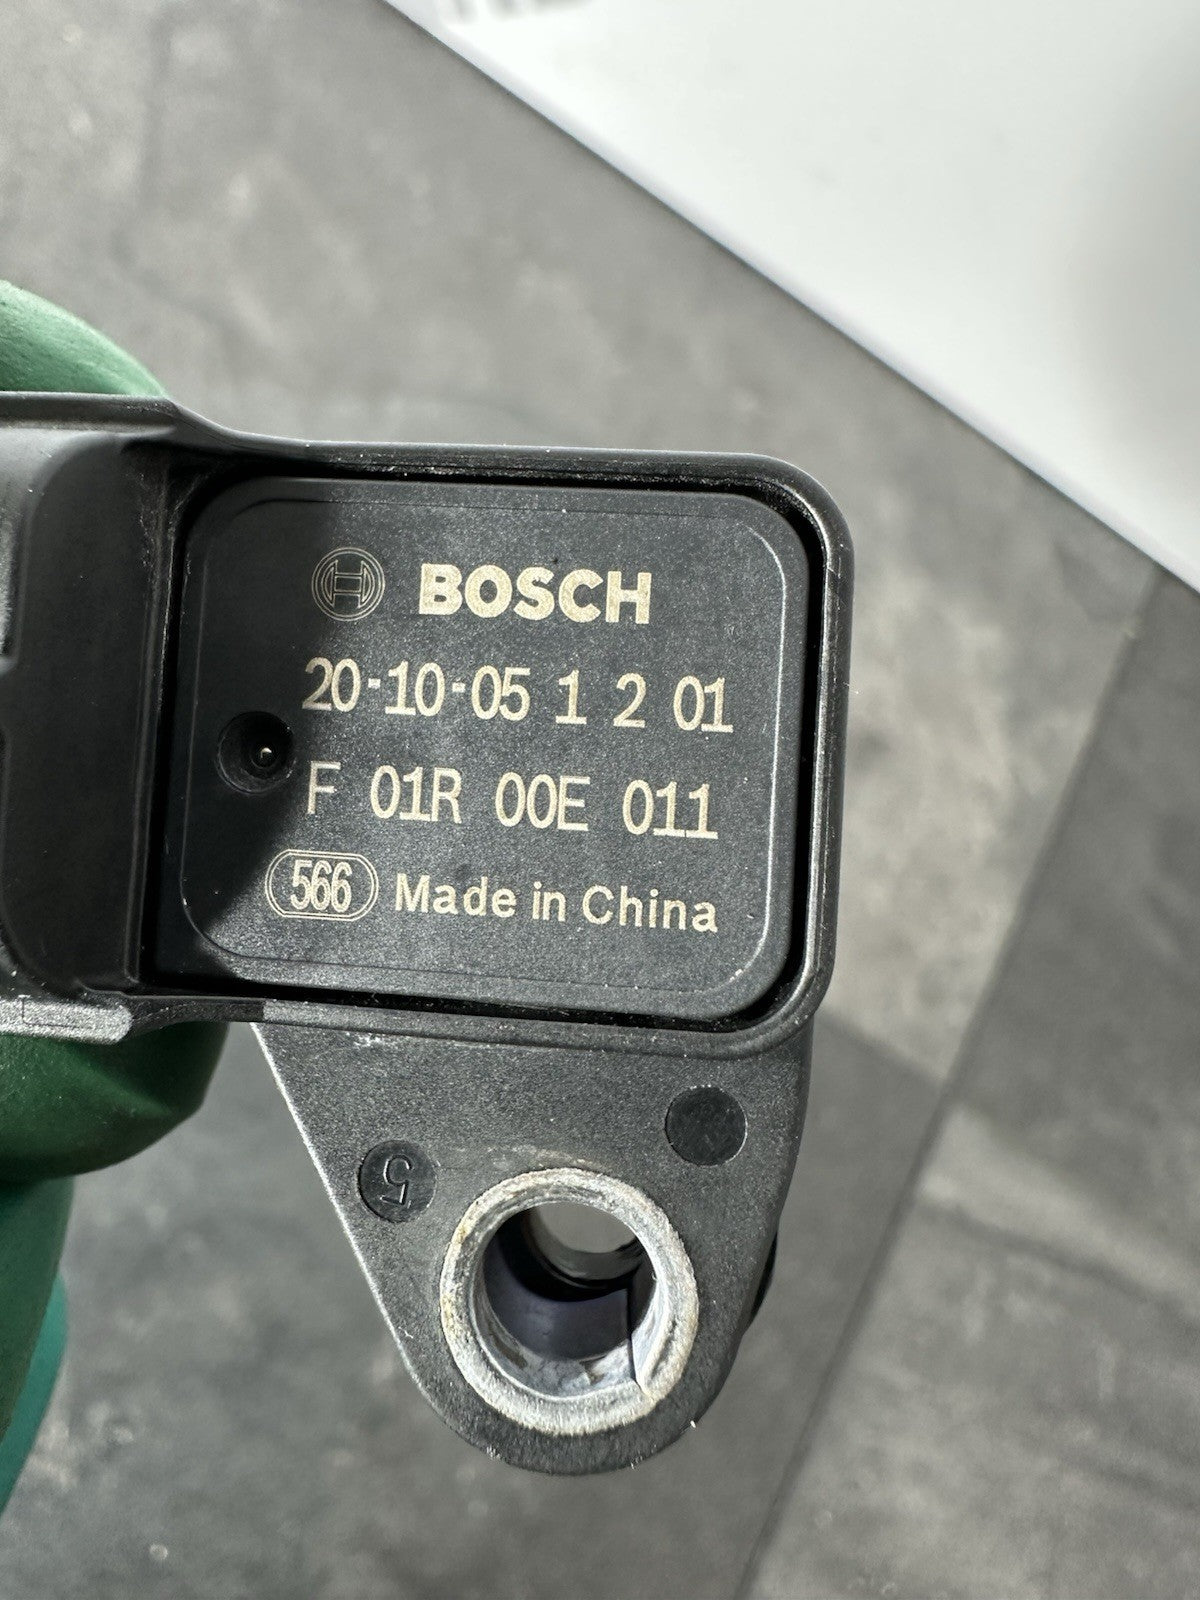 BOSCH
20-10-05 1 2 01
F 01R 00E 011
566 Made in China
5